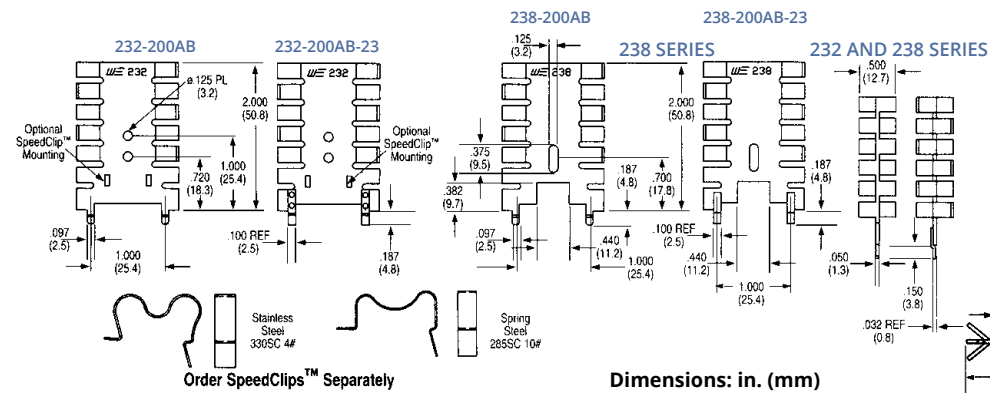 238-200AB
238-200AB-23
232-200AB
232-200AB-23
238 SERIES
232 AND 238 SERIES
232
ø.125 PL
(3.2)
Optional
SpeedClip™
Mounting
2.000
(50.8)
1.000
(25.4)
.720
(18.3)
.097
(2.5)
1.000
(25.4)
232
Optional
SpeedClip™
Mounting
.100 REF
(2.5)
.187
(4.8)
.125
(3.2)
238
.375
(9.5)
.382
(9.7)
2.000
(50.8)
.187
(4.8)
.700
(17.8)
.097
(2.5)
.440
(11.2)
1.000
(25.4)
238
.187
(4.8)
.100 REF
(2.5)
.440
(11.2)
1.000
(25.4)
.500
(12.7)
.050
(1.3)
.150
(3.8)
.032 REF
(0.8)
Stainless
Steel
330SC 4#
Spring
Steel
285SC 10#
Order SpeedClips™ Separately
Dimensions: in. (mm)